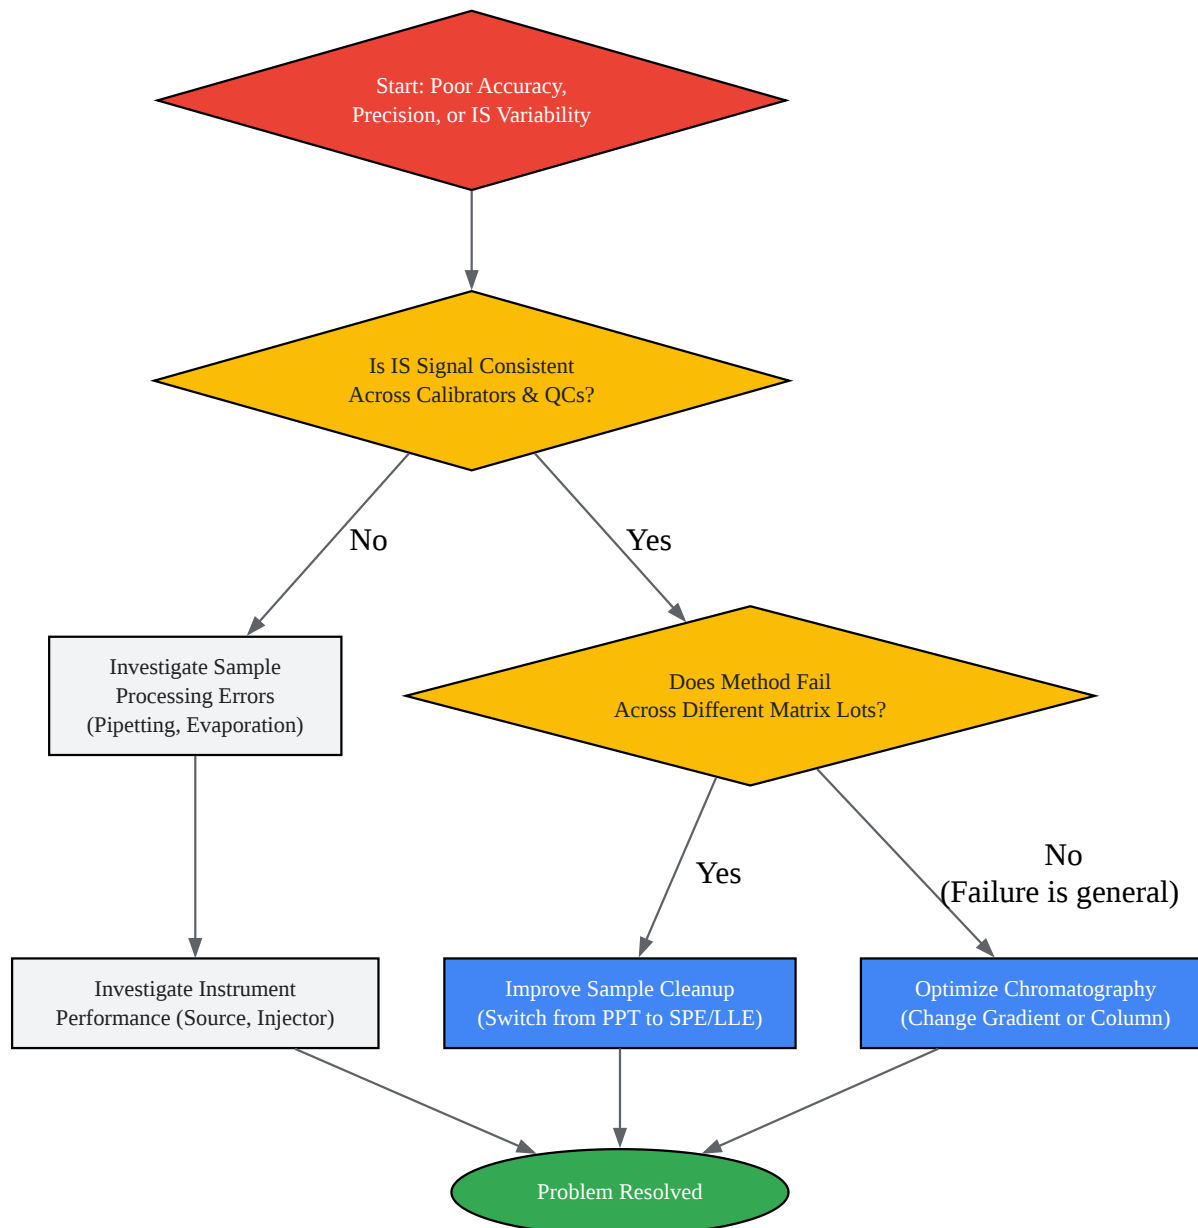 Start: Poor Accuracy,
Precision, or IS Variability
Is IS Signal Consistent
Across Calibrators & QCs?
No
Yes
Investigate Sample
Processing Errors
(Pipetting, Evaporation)
Does Method Fail
Across Different Matrix Lots?
Yes
No
(Failure is general)
Investigate Instrument
Performance (Source, Injector)
Improve Sample Cleanup
(Switch from PPT to SPE/LLE)
Optimize Chromatography
(Change Gradient or Column)
Problem Resolved